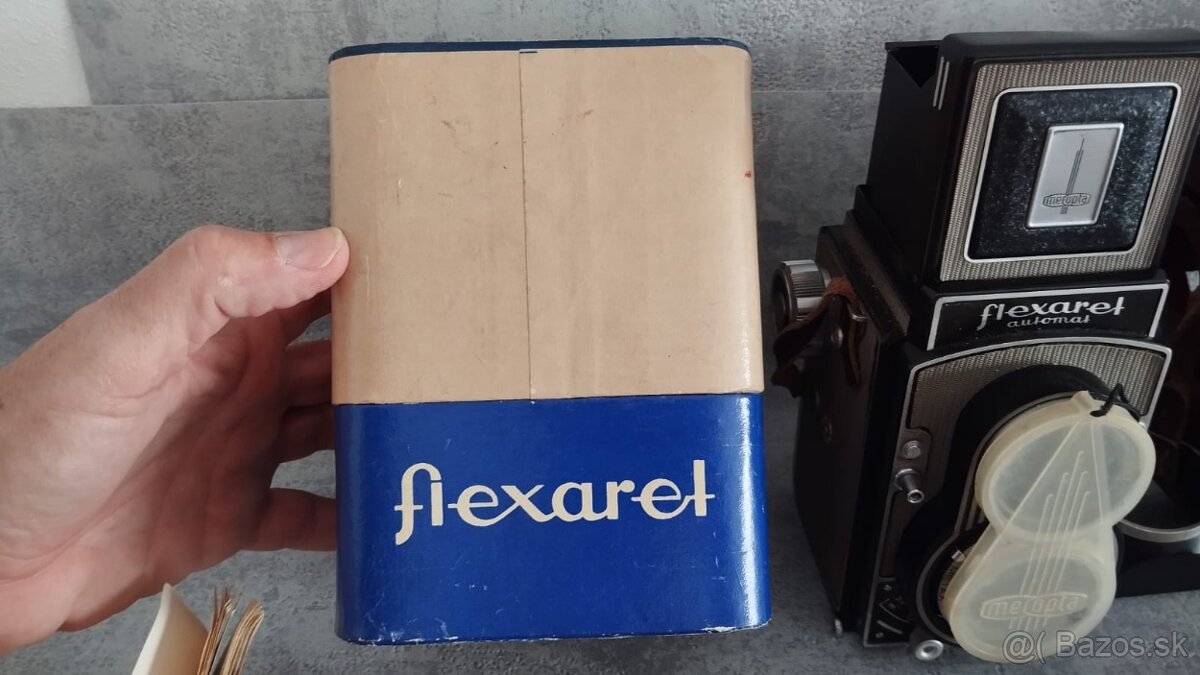 flexaret
meopta
flexaret
automat
meopta
@( Bazos.sk